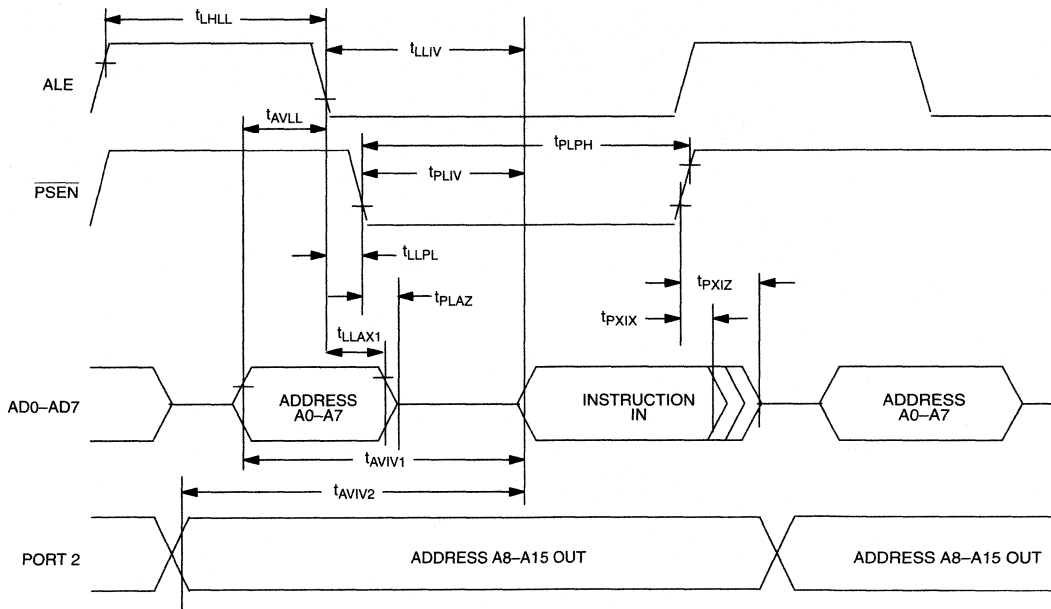 tLHLL
tLLIV
ALE
tAVLL
tPLPH
PSEN
tPLIV
tLLPL
tPLAZ
tPXIZ
tPXIX
tLLAX1
AD0–AD7
ADDRESS
A0–A7
INSTRUCTION
IN
ADDRESS
A0–A7
tAVIV1
tAVIV2
PORT 2
ADDRESS A8–A15 OUT
ADDRESS A8–A15 OUT